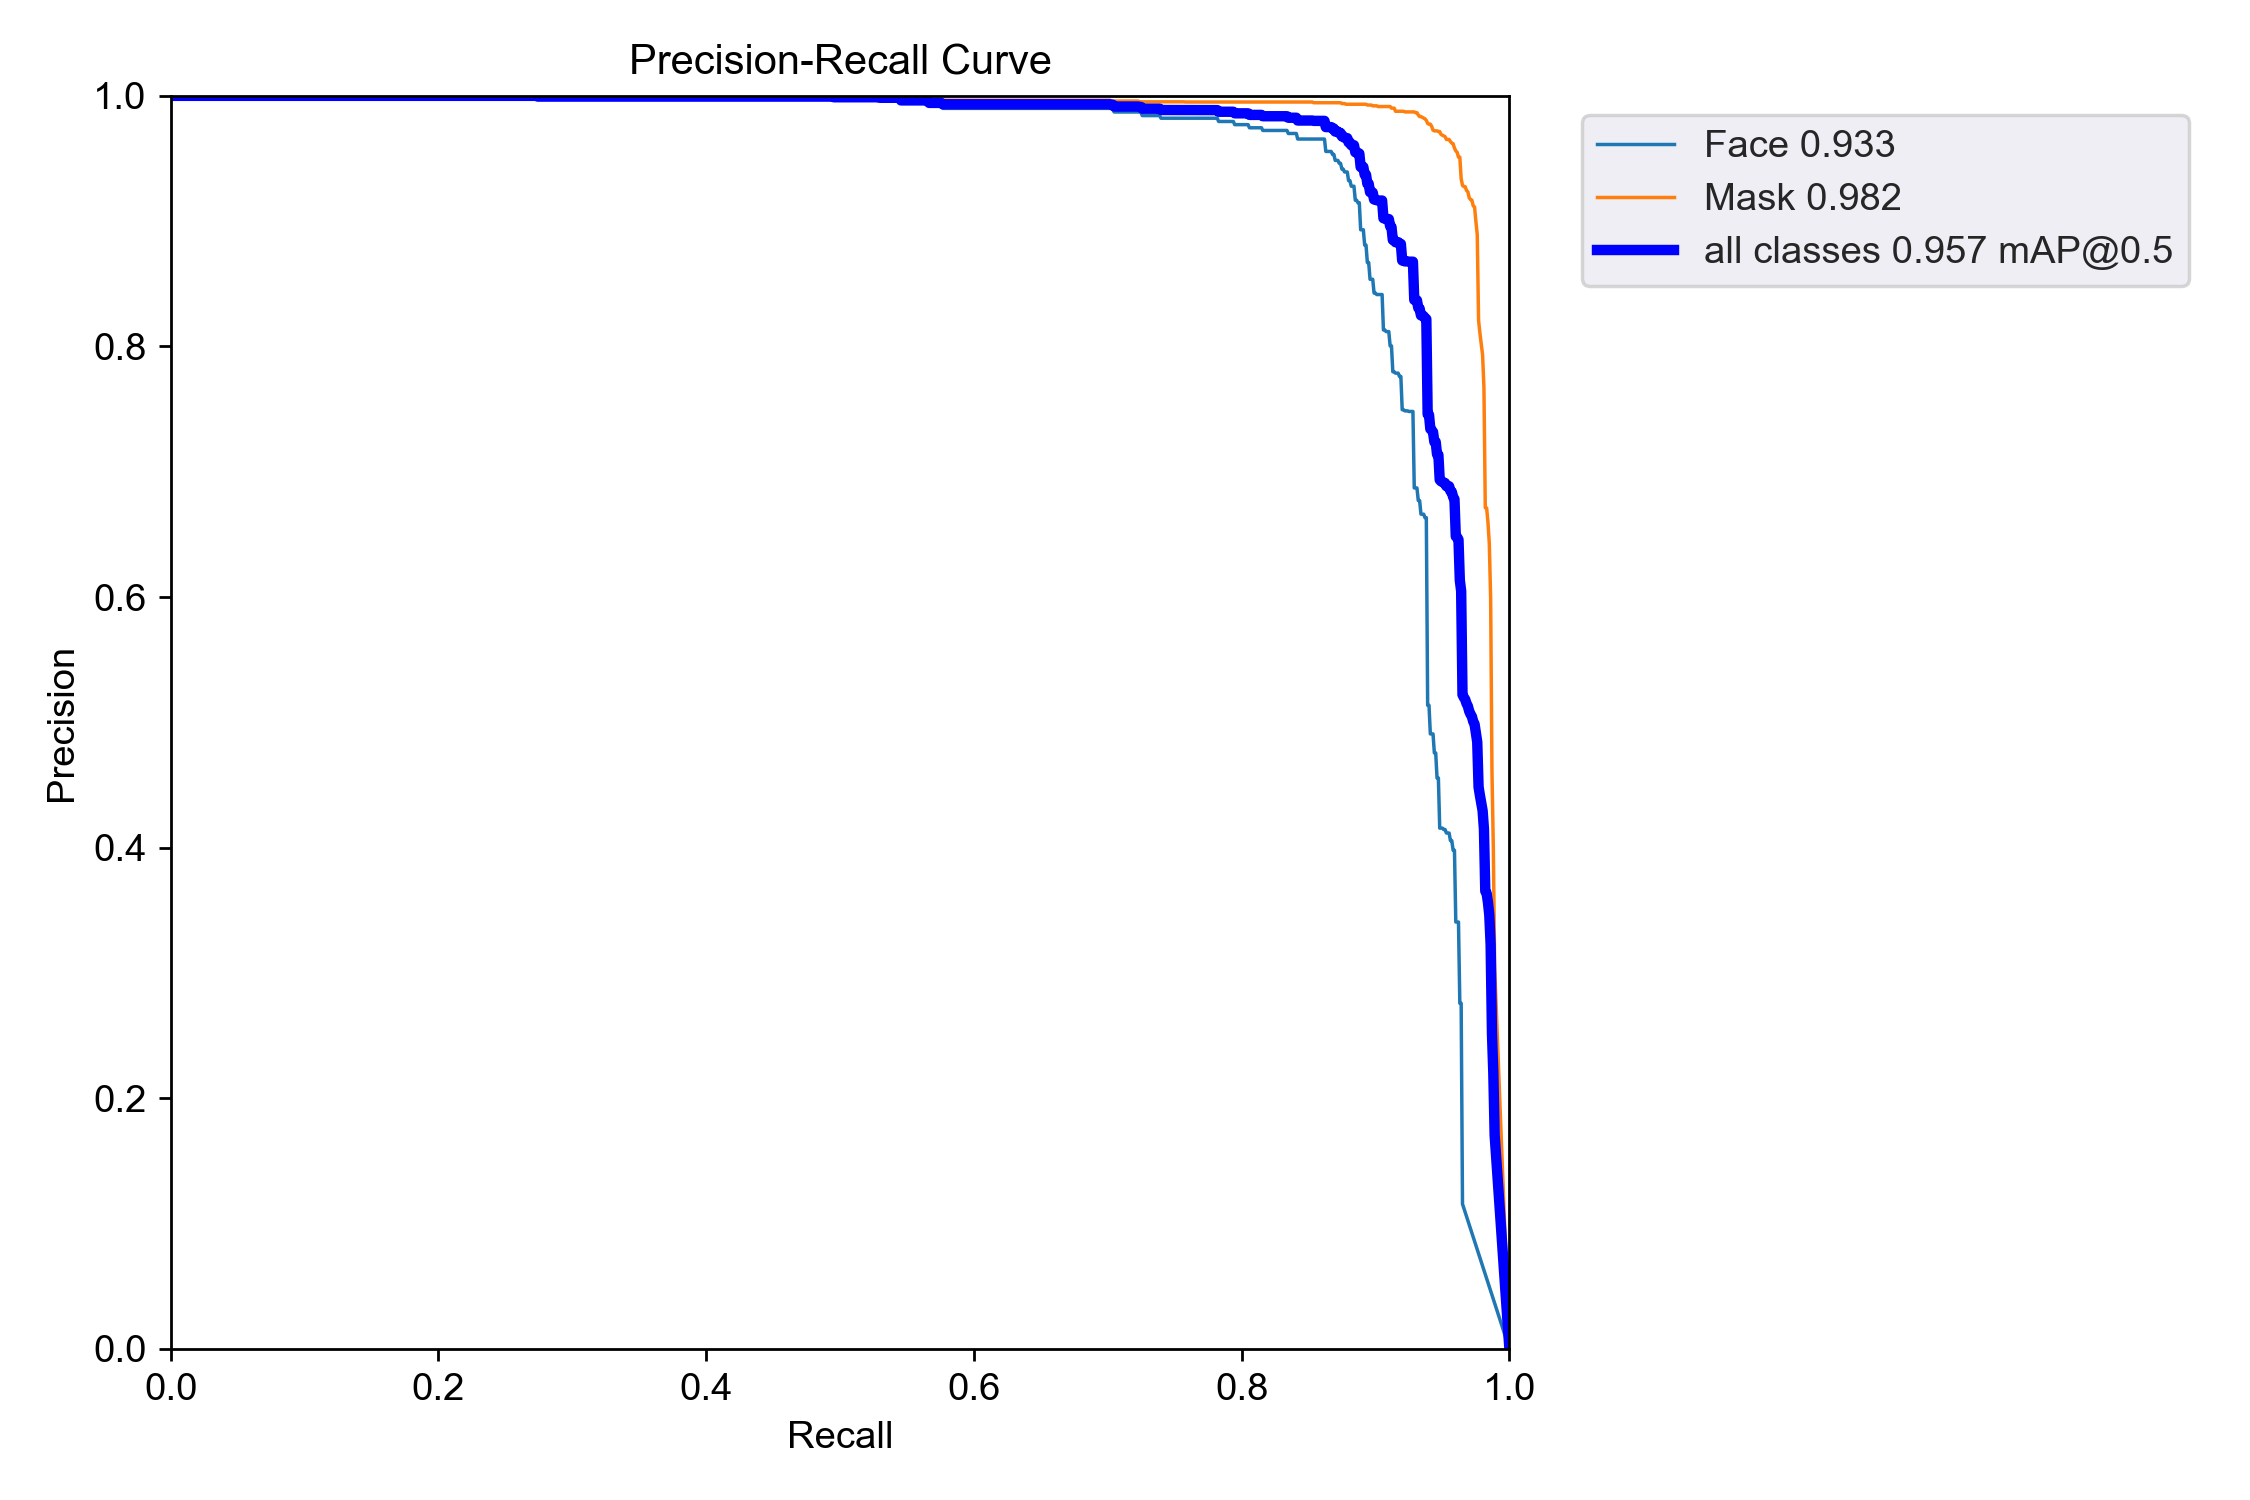 Precision-Recall Curve
1.0
0.8
0.6
0.4
0.2
0.0
Precision
0.0 0.2 0.4 0.6 0.8 1.0
Recall
Face 0.933
Mask 0.982
all classes 0.957 mAP@0.5